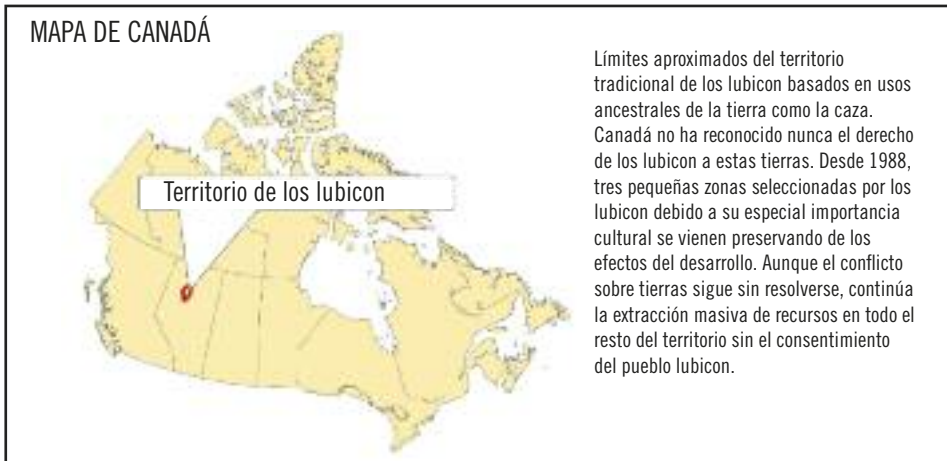 MAPA DE CANADÁ
Territorio de los lubicon
Límites aproximados del territorio
tradicional de los lubicon basados en usos
ancestrales de la tierra como la caza.
Canadá no ha reconocido nunca el derecho
de los lubicon a estas tierras. Desde 1988,
tres pequeñas zonas seleccionadas por los
lubicon debido a su especial importancia
cultural se vienen preservando de los
efectos del desarrollo. Aunque el conflicto
sobre tierras sigue sin resolverse, continúa
la extracción masiva de recursos en todo el
resto del territorio sin el consentimiento
del pueblo lubicon.